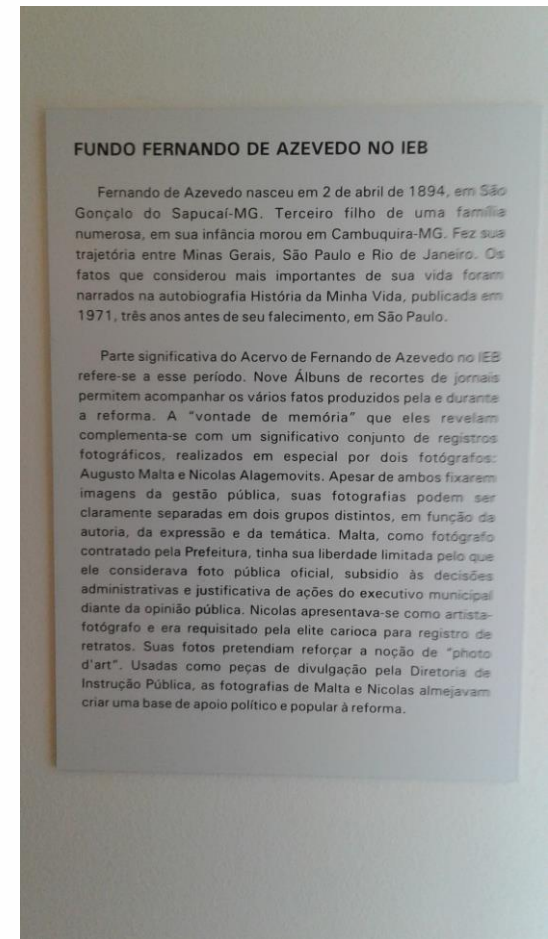 FUNDO FERNANDO DE AZEVEDO NO IEB
Fernando de Azevedo nasceu em 2 de abril de 1894, em São
Gonçalo do Sapucaí-MG. Terceiro filho de uma família
numerosa, em sua infância morou em Cambuquira-MG. Fez sua
trajetória entre Minas Gerais, São Paulo e Rio de Janeiro. Os
fatos que considerou mais importantes de sua vida foram
narrados na autobiografia História da Minha Vida, publicada em
1971, três anos antes de seu falecimento, em São Paulo.
Parte significativa do Acervo de Fernando de Azevedo no IEB
refere-se a esse período. Nove Álbuns de recortes de jornais
permitem acompanhar os vários fatos produzidos pela e durante
a reforma. A “vontade de memória” que eles revelam
complementa-se com um significativo conjunto de registros
fotográficos, realizados em especial por dois fotógrafos:
Augusto Malta e Nicolas Alagemovits. Apesar de ambos fixarem
imagens da gestão pública, suas fotografias podem ser
claramente separadas em dois grupos distintos, em função da
autoria, da expressão e da temática. Malta, como fotógrafo
contratado pela Prefeitura, tinha sua liberdade limitada pelo que
ele considerava foto pública oficial, subsidio às decisões
administrativas e justificativa de ações do executivo municipal
diante da opinião pública. Nicolas apresentava-se como artista-
fotógrafo e era requisitado pela elite carioca para registro de
retratos. Suas fotos pretendiam reforçar a noção de “photo
d’art”. Usadas como peças de divulgação pela Diretoria de
Instrução Pública, as fotografias de Malta e Nicolas almejavam
criar uma base de apoio político e popular à reforma.